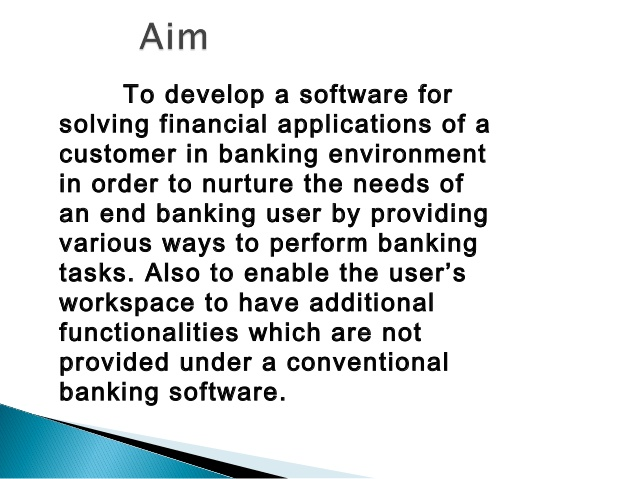 Aim
To develop a software for
solving financial applications of a
customer in banking environment
in order to nurture the needs of
an end banking user by providing
various ways to perform banking
tasks. Also to enable the user’s
workspace to have additional
functionalities which are not
provided under a conventional
banking software.